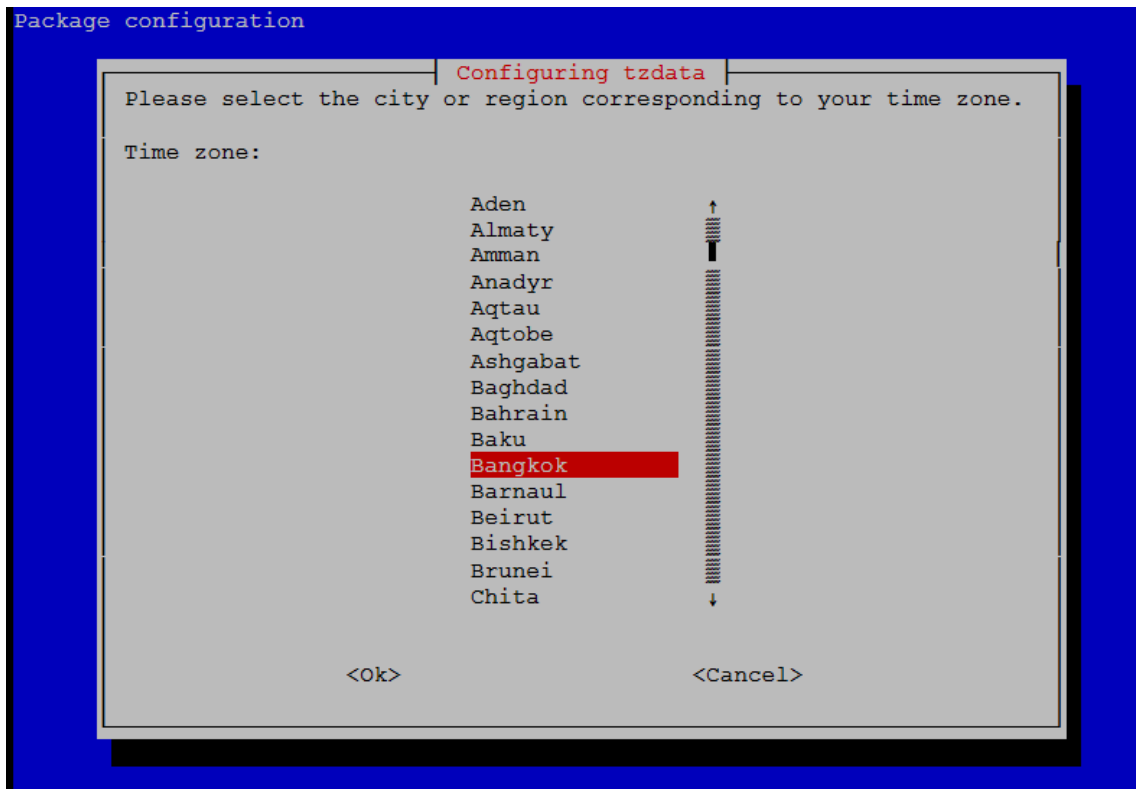 Package configuration
Configuring tzdata
Please select the city or region corresponding to your time zone.
Time zone:
Aden
Almaty
Amman
Anadyr
Aqtau
Aqtobe
Ashgabat
Baghdad
Bahrain
Baku
Bangkok
Barnaul
Beirut
Bishkek
Brunei
Chita
<Ok> <Cancel>